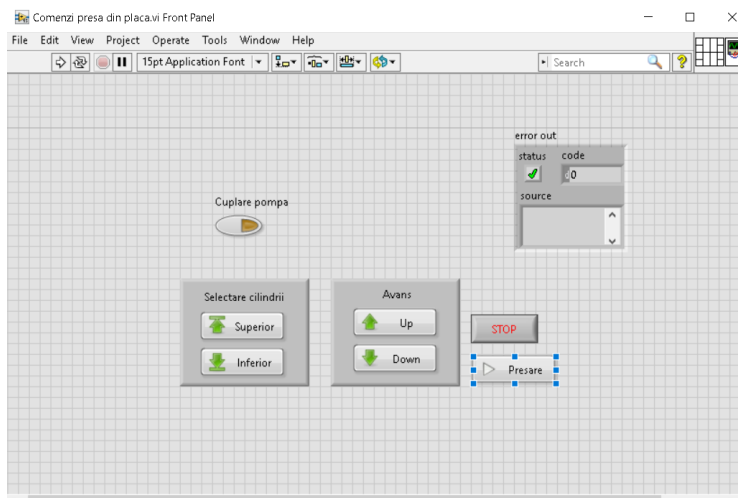 Comenzi presa din placa.vi Front Panel
File Edit View Project Operate Tools Window Help
15pt Application Font
Search
error out
status code
0
source
Cuplare pompa
Selectare cilindrii
Superior
Inferior
Avans
Up
Down
STOP
Presare